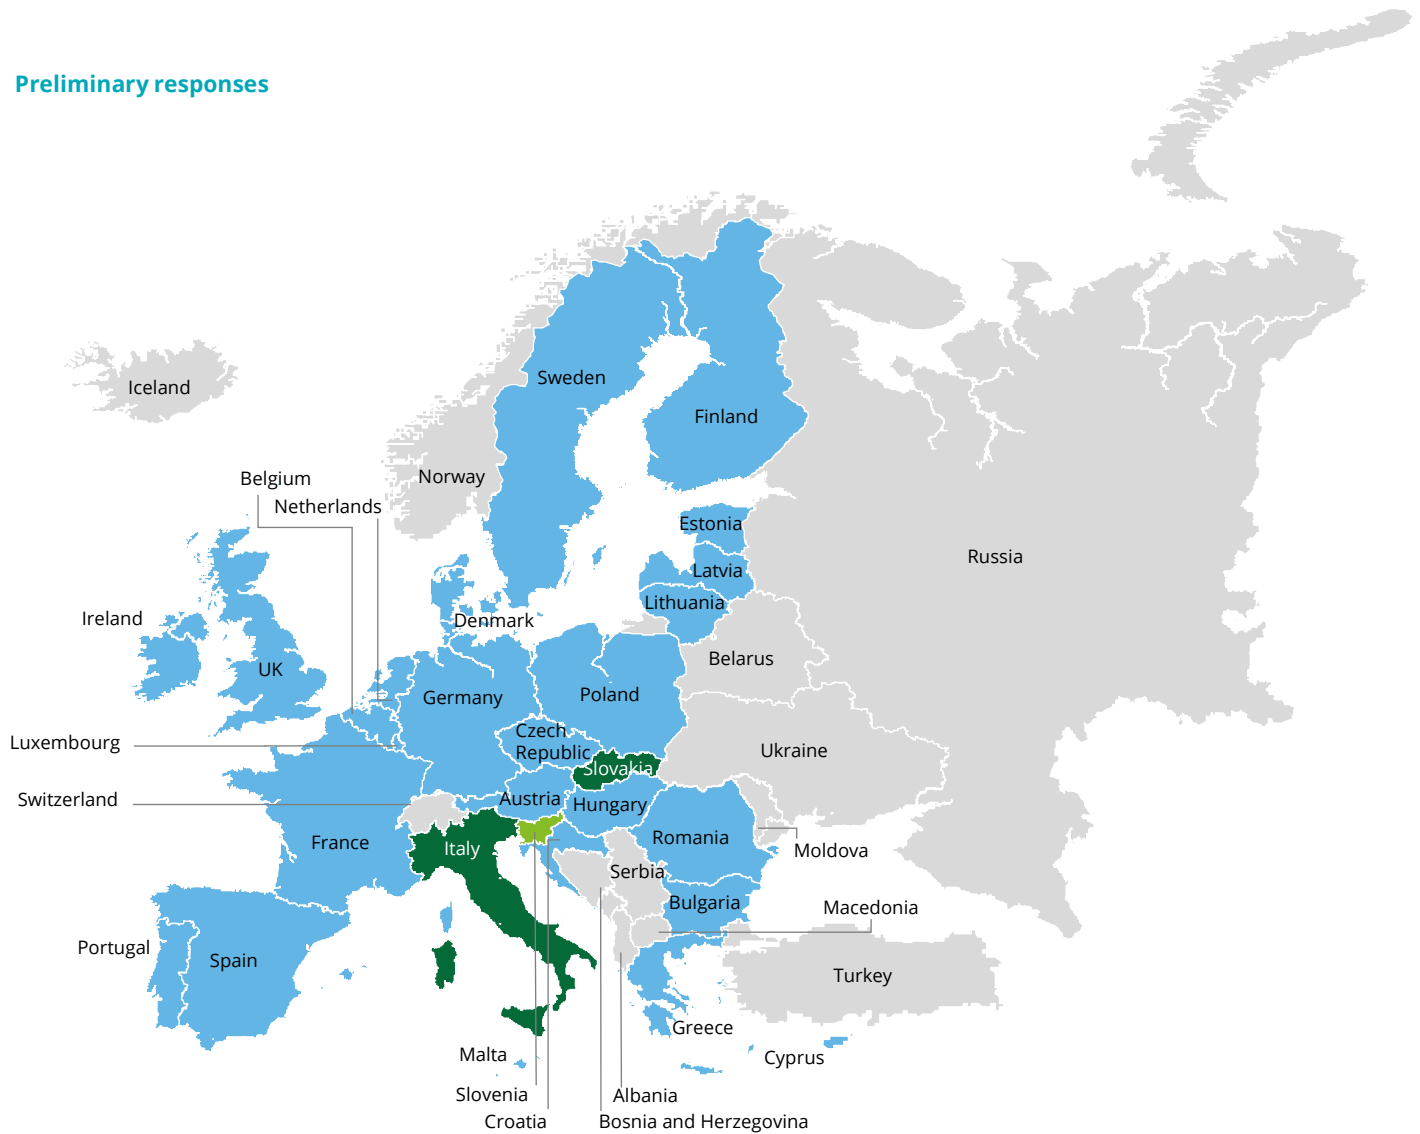 Preliminary responses
Iceland
Sweden
Finland
Norway
Belgium
Netherlands
Estonia
Russia
Latvia
Lithuania
Ireland
Denmark
Belarus
UK
Germany
Poland
Czech
Republic
Luxembourg
Ukraine
Slovakia
Switzerland
Austria
Hungary
France
Italy
Romania
Moldova
Serbia
Bulgaria
Macedonia
Portugal
Spain
Turkey
Greece
Malta
Cyprus
Slovenia
Albania
Croatia
Bosnia and Herzegovina